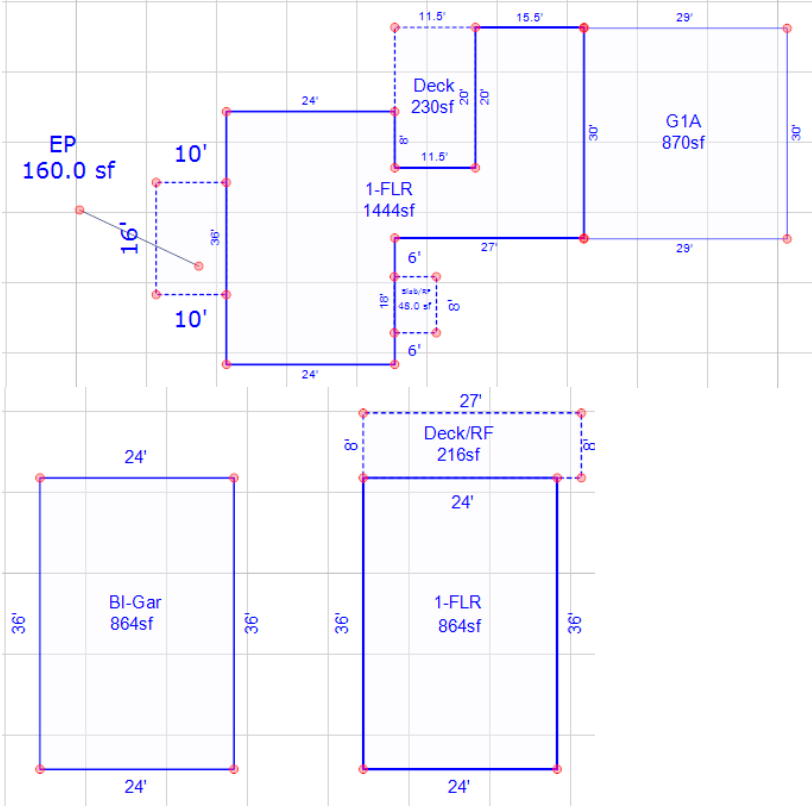 11.5'
15.5'
29'
24'
Deck
230sf
20'
20'
G1A
870sf
30'
30'
8'
11.5'
EP
160.0 sf
10'
1-FLR
1444sf
16'
36'
27'
29'
6'
Slab/RF
48.0 sf
8'
18'
10'
6'
24'
27'
8'
Deck/RF
216sf
8'
24'
24'
BI-Gar
864sf
36'
36'
1-FLR
864sf
36'
36'
24'
24'